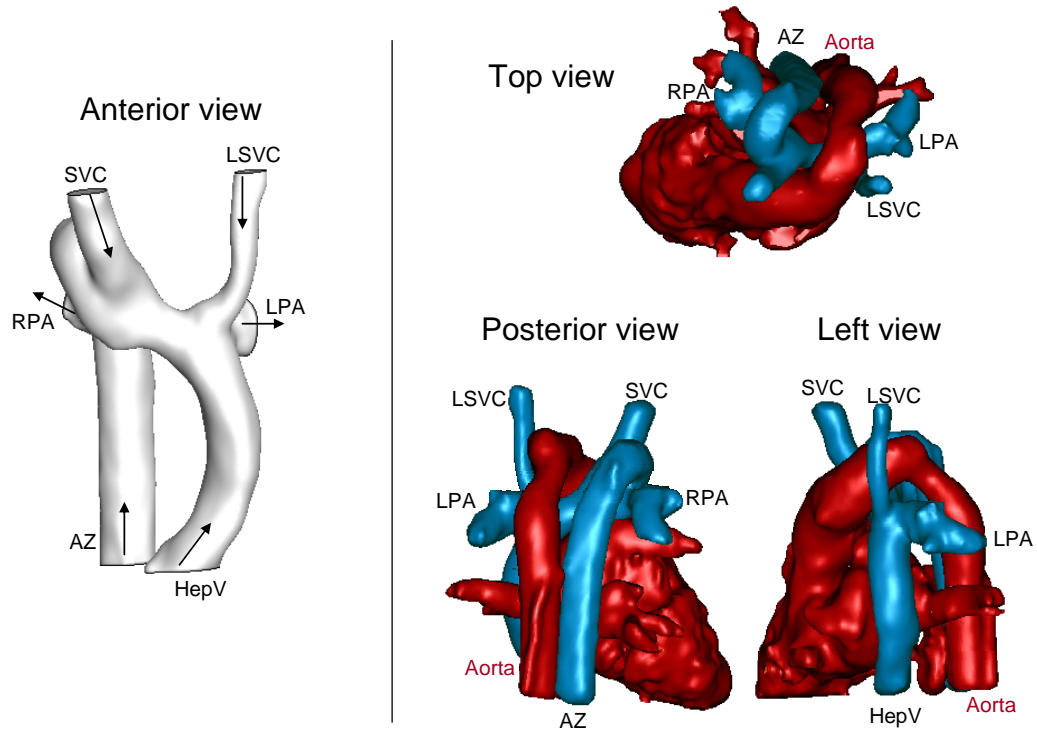 Anterior view
SVC
LSVC
RPA
LPA
AZ
HepV
Top view
AZ
Aorta
RPA
LPA
LSVC
Posterior view
LSVC
SVC
LPA
RPA
Aorta
AZ
Left view
SVC
LSVC
LPA
HepV
Aorta